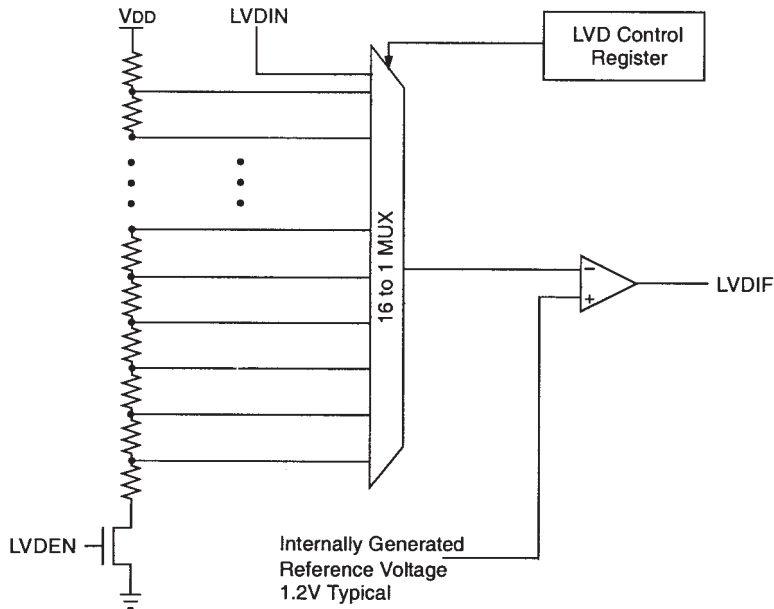 VDD
LVDIN
LVD Control
Register
16 to 1 MUX
−
+
LVDIF
LVDEN
Internally Generated
Reference Voltage
1.2V Typical